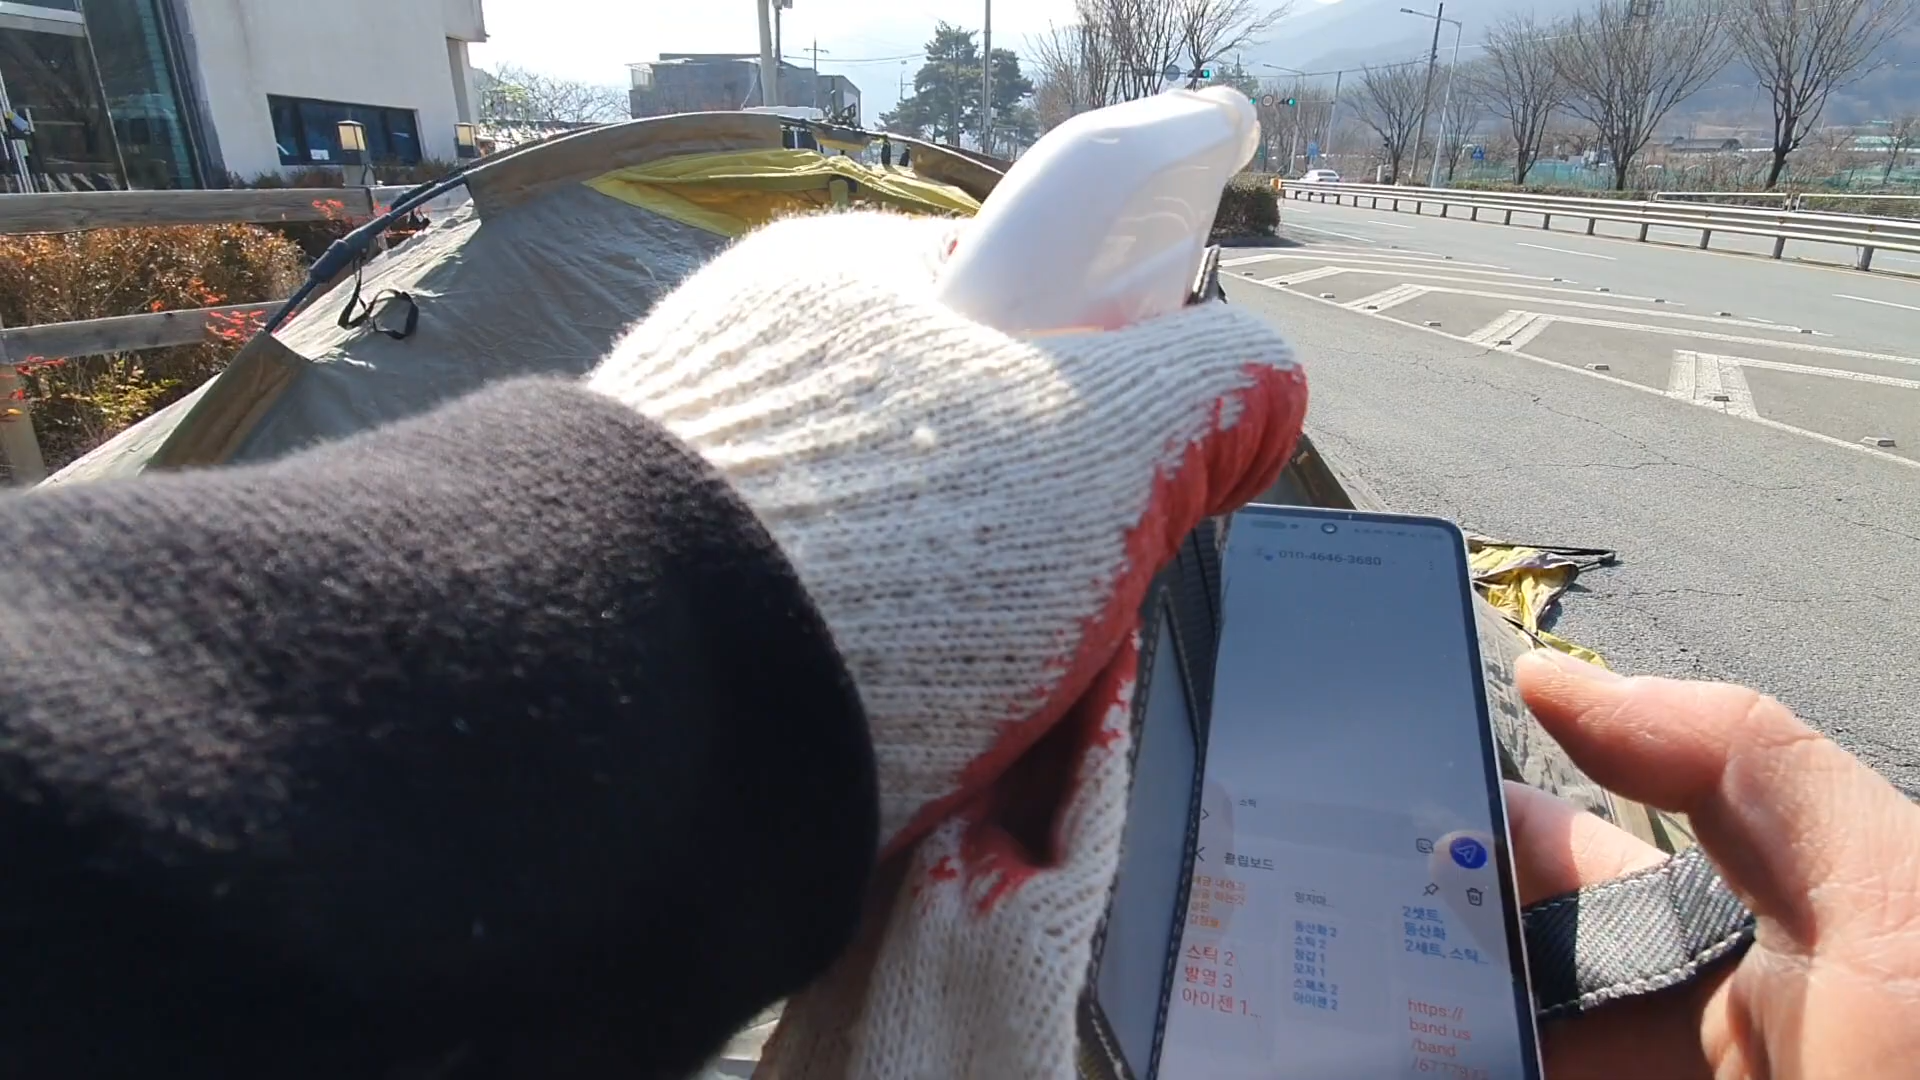 010-4646-3680
스틱
클립보드
스틱 2
발열 3
아이젠 1...
등산화 2
스틱 2
장갑 1
모자 1
스패츠 2
아이젠 2
2셋트,
등산화
2세트, 스틱...
https://
band.us
/band